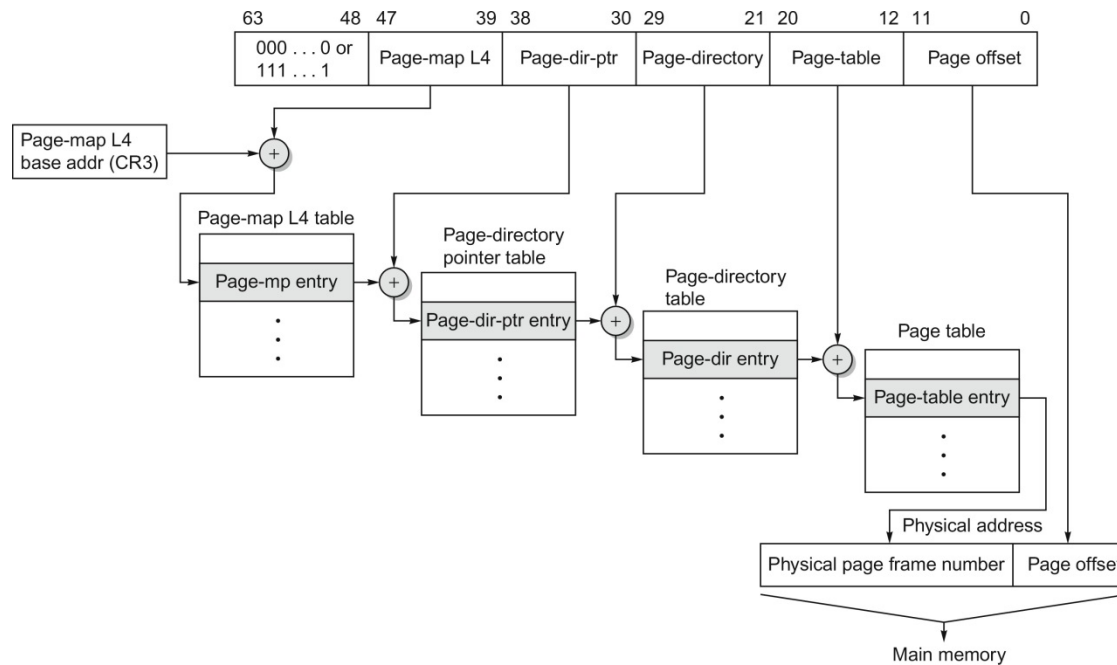 63 48 47 39 38 30 29 21 20 12 11 0
000 . . . 0 or
111 . . . 1
Page-map L4
Page-dir-ptr
Page-directory
Page-table
Page offset
Page-map L4
base addr (CR3)
+
Page-map L4 table
Page-mp entry
+
Page-directory
pointer table
Page-dir-ptr entry
+
Page-directory
table
Page-dir entry
+
Page table
Page-table entry
Physical address
Physical page frame number
Page offset
Main memory